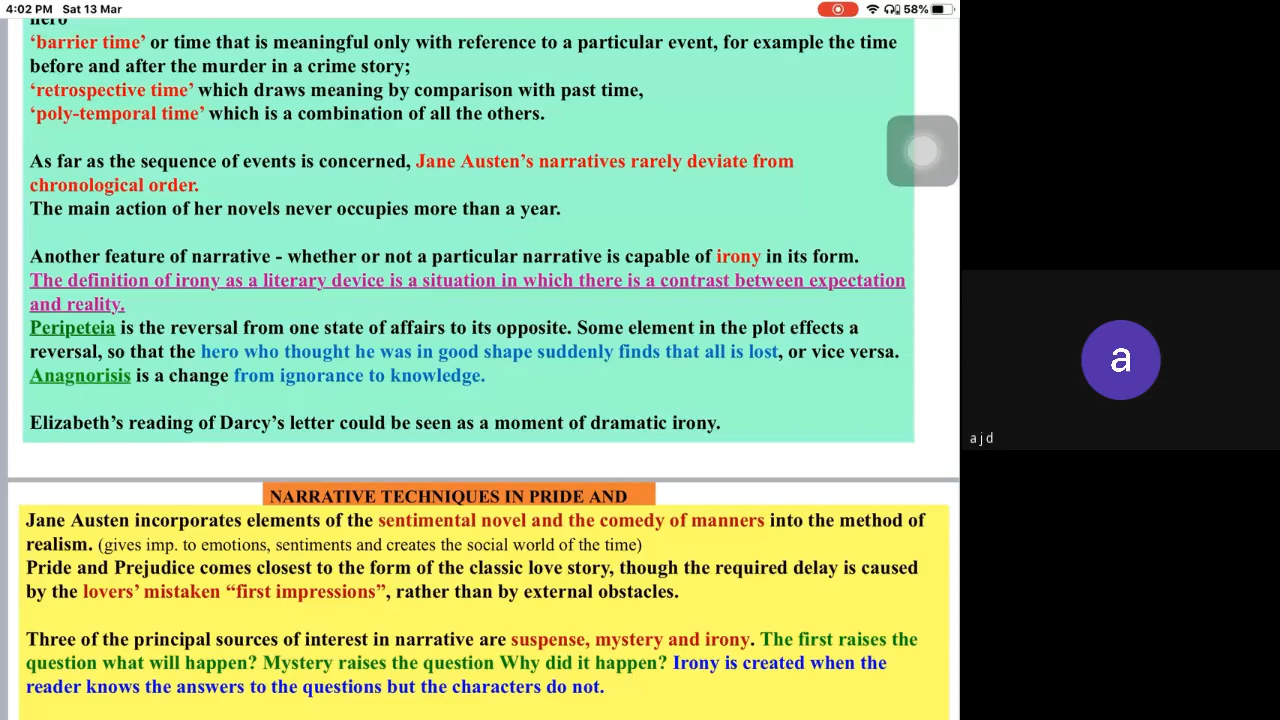 4:02 PM Sat 13 Mar
58%
hero
‘barrier time’ or time that is meaningful only with reference to a particular event, for example the time
before and after the murder in a crime story;
‘retrospective time’ which draws meaning by comparison with past time,
‘poly-temporal time’ which is a combination of all the others.
As far as the sequence of events is concerned, Jane Austen’s narratives rarely deviate from
chronological order.
The main action of her novels never occupies more than a year.
Another feature of narrative - whether or not a particular narrative is capable of irony in its form.
The definition of irony as a literary device is a situation in which there is a contrast between expectation
and reality.
Peripeteia is the reversal from one state of affairs to its opposite. Some element in the plot effects a
reversal, so that the hero who thought he was in good shape suddenly finds that all is lost, or vice versa.
Anagnorisis is a change from ignorance to knowledge.
Elizabeth’s reading of Darcy’s letter could be seen as a moment of dramatic irony.
a
a j d
NARRATIVE TECHNIQUES IN PRIDE AND
Jane Austen incorporates elements of the sentimental novel and the comedy of manners into the method of
realism. (gives imp. to emotions, sentiments and creates the social world of the time)
Pride and Prejudice comes closest to the form of the classic love story, though the required delay is caused
by the lovers’ mistaken “first impressions”, rather than by external obstacles.
Three of the principal sources of interest in narrative are suspense, mystery and irony. The first raises the
question what will happen? Mystery raises the question Why did it happen? Irony is created when the
reader knows the answers to the questions but the characters do not.